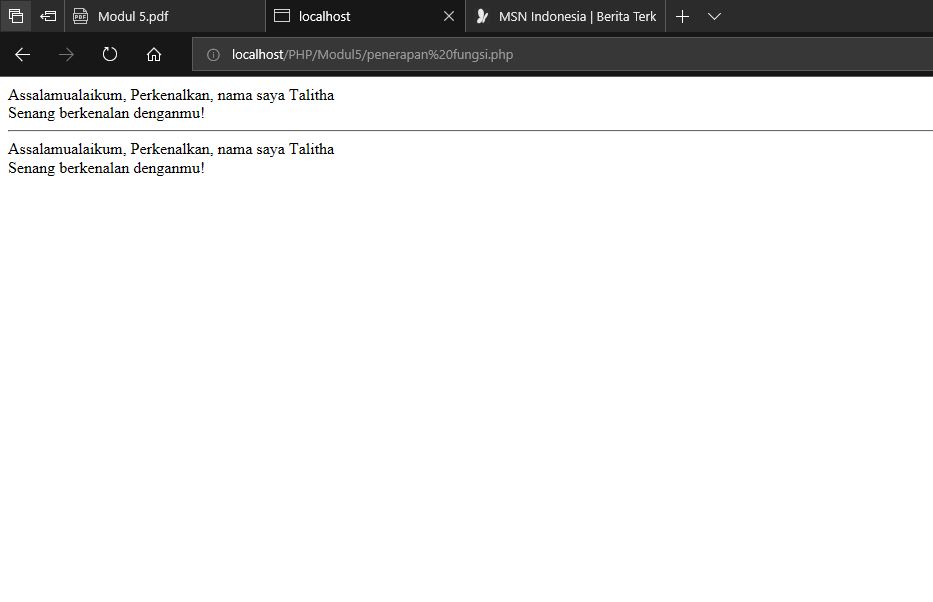 Modul 5.pdf
localhost
MSN Indonesia | Berita Terk
localhost/PHP/Modul5/penerapan%20fungsi.php
Assalamualaikum, Perkenalkan, nama saya Talitha
Senang berkenalan denganmu!
Assalamualaikum, Perkenalkan, nama saya Talitha
Senang berkenalan denganmu!